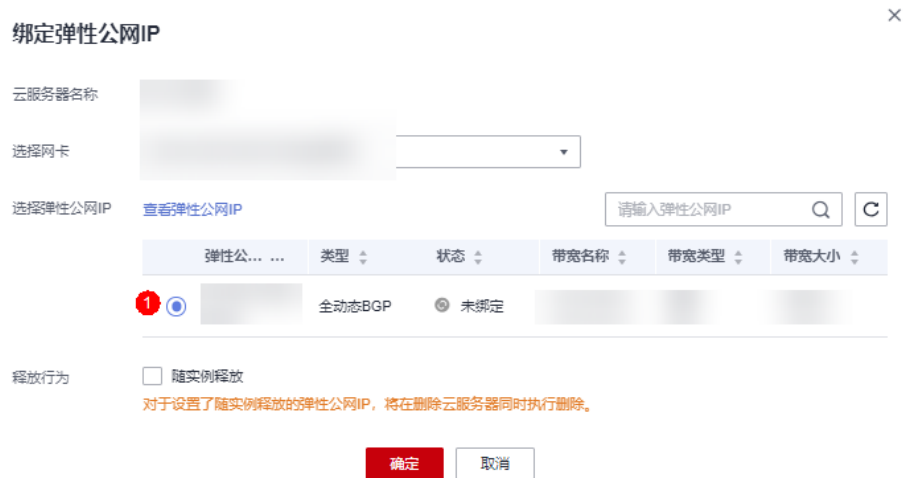 绑定弹性公网IP
云服务器名称
选择网卡
选择弹性公网IP 查看弹性公网IP 请输入弹性公网IP
弹性公... ... 类型 状态 带宽名称 带宽类型 带宽大小
1 全动态BGP 未绑定
释放行为 随实例释放
对于设置了随实例释放的弹性公网IP，将在删除云服务器同时执行删除。
确定 取消